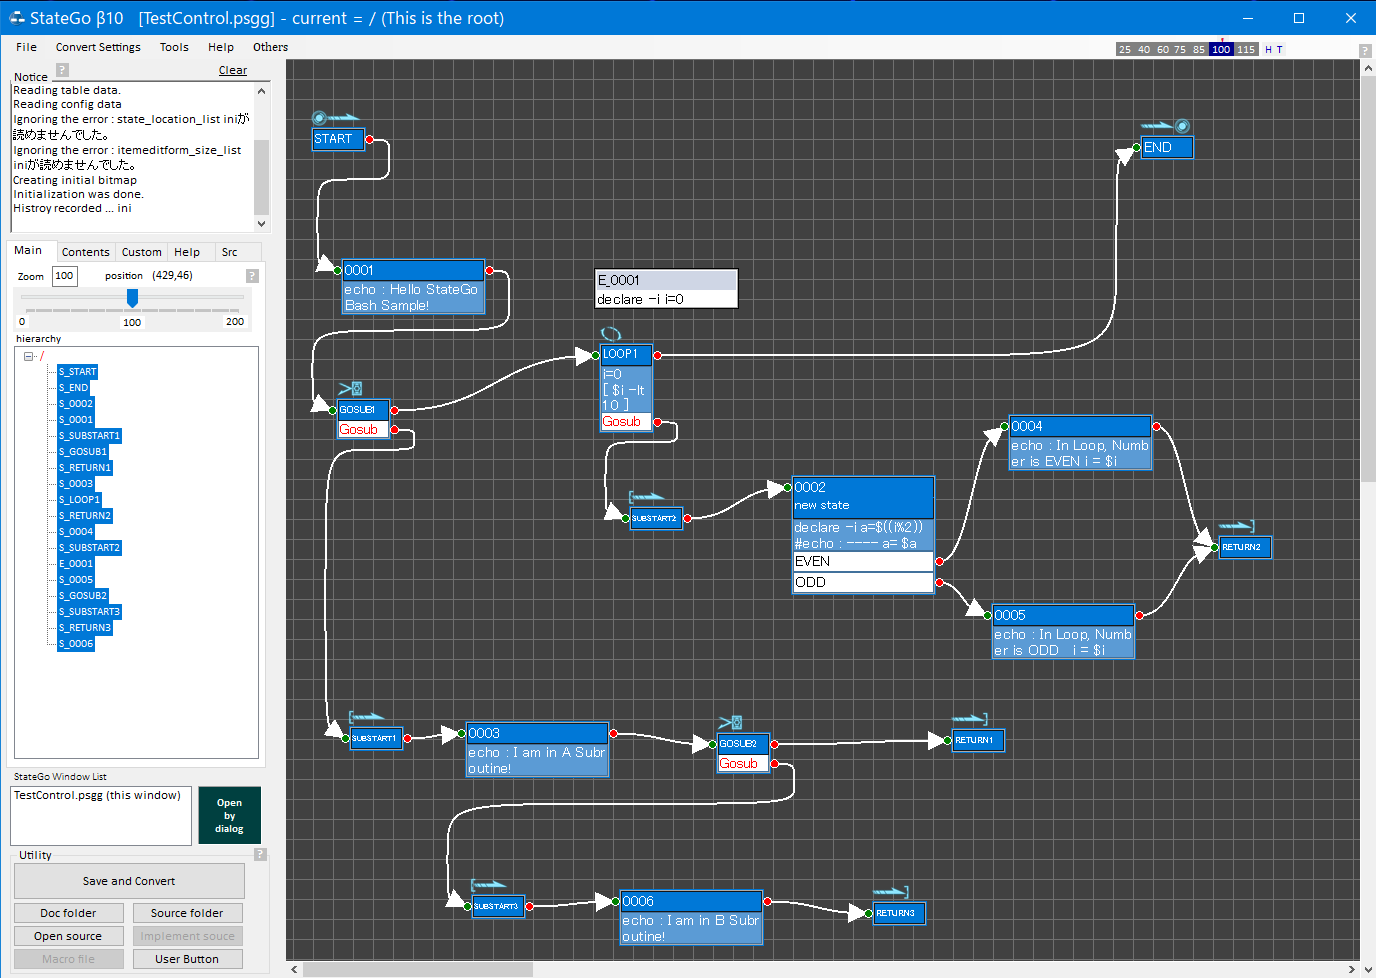 StateGo β10   [TestControl.psgg] - current = / (This is the root)
File Convert Settings Tools Help Others
25 40 60 75 85 100 115 H T ?
Notice ? Clear
Reading table data.
Reading config data
Ignoring the error : state_location_list iniが
読めませんでした。
Ignoring the error : itemeditform_size_list
iniが読めませんでした。
Creating initial bitmap
Initialization was done.
Histroy recorded ... ini
Main Contents Custom Help Src
Zoom 100 position (429,46) ?
0 100 200
hierarchy
/
S_START
S_END
S_0002
S_0001
S_SUBSTART1
S_GOSUB1
S_RETURN1
S_0003
S_LOOP1
S_RETURN2
S_0004
S_SUBSTART2
E_0001
S_0005
S_GOSUB2
S_SUBSTART3
S_RETURN3
S_0006
StateGo Window List
TestControl.psgg (this window)
Open
by
dialog
Utility ?
Save and Convert
Doc folder Source folder
Open source Implement souce
Macro file User Button
START
END
0001
echo : Hello StateGo
Bash Sample!
E_0001
declare -i i=0
LOOP1
i=0
[ $i -lt
10 ]
Gosub
GOSUB1
Gosub
0004
echo : In Loop, Numb
er is EVEN i = $i
SUBSTART2
0002
new state
declare -i a=$((i%2))
#echo : ---- a= $a
EVEN
ODD
RETURN2
0005
echo : In Loop, Numb
er is ODD   i = $i
SUBSTART1
0003
echo : I am in A Subr
outine!
GOSUB2
Gosub
RETURN1
SUBSTART3
0006
echo : I am in B Subr
outine!
RETURN3